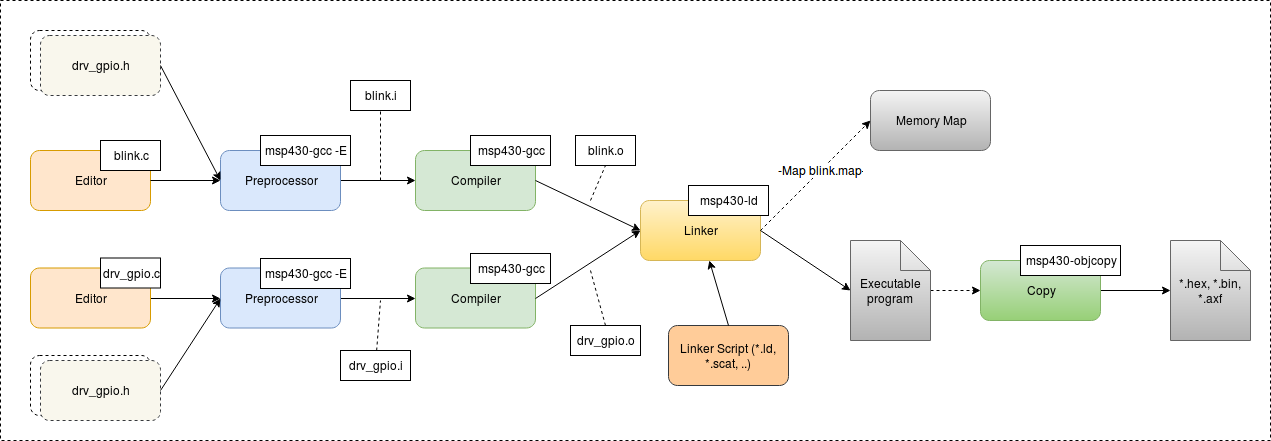 drv_gpio.h
blink.i
blink.c
Editor
msp430-gcc -E
Preprocessor
msp430-gcc
Compiler
blink.o
Memory Map
-Map blink.map
msp430-ld
Linker
drv_gpio.c
Editor
msp430-gcc -E
Preprocessor
msp430-gcc
Compiler
Executable
program
msp430-objcopy
Copy
*.hex, *.bin,
*.axf
drv_gpio.h
drv_gpio.i
drv_gpio.o
Linker Script (*.ld,
*.scat, ..)